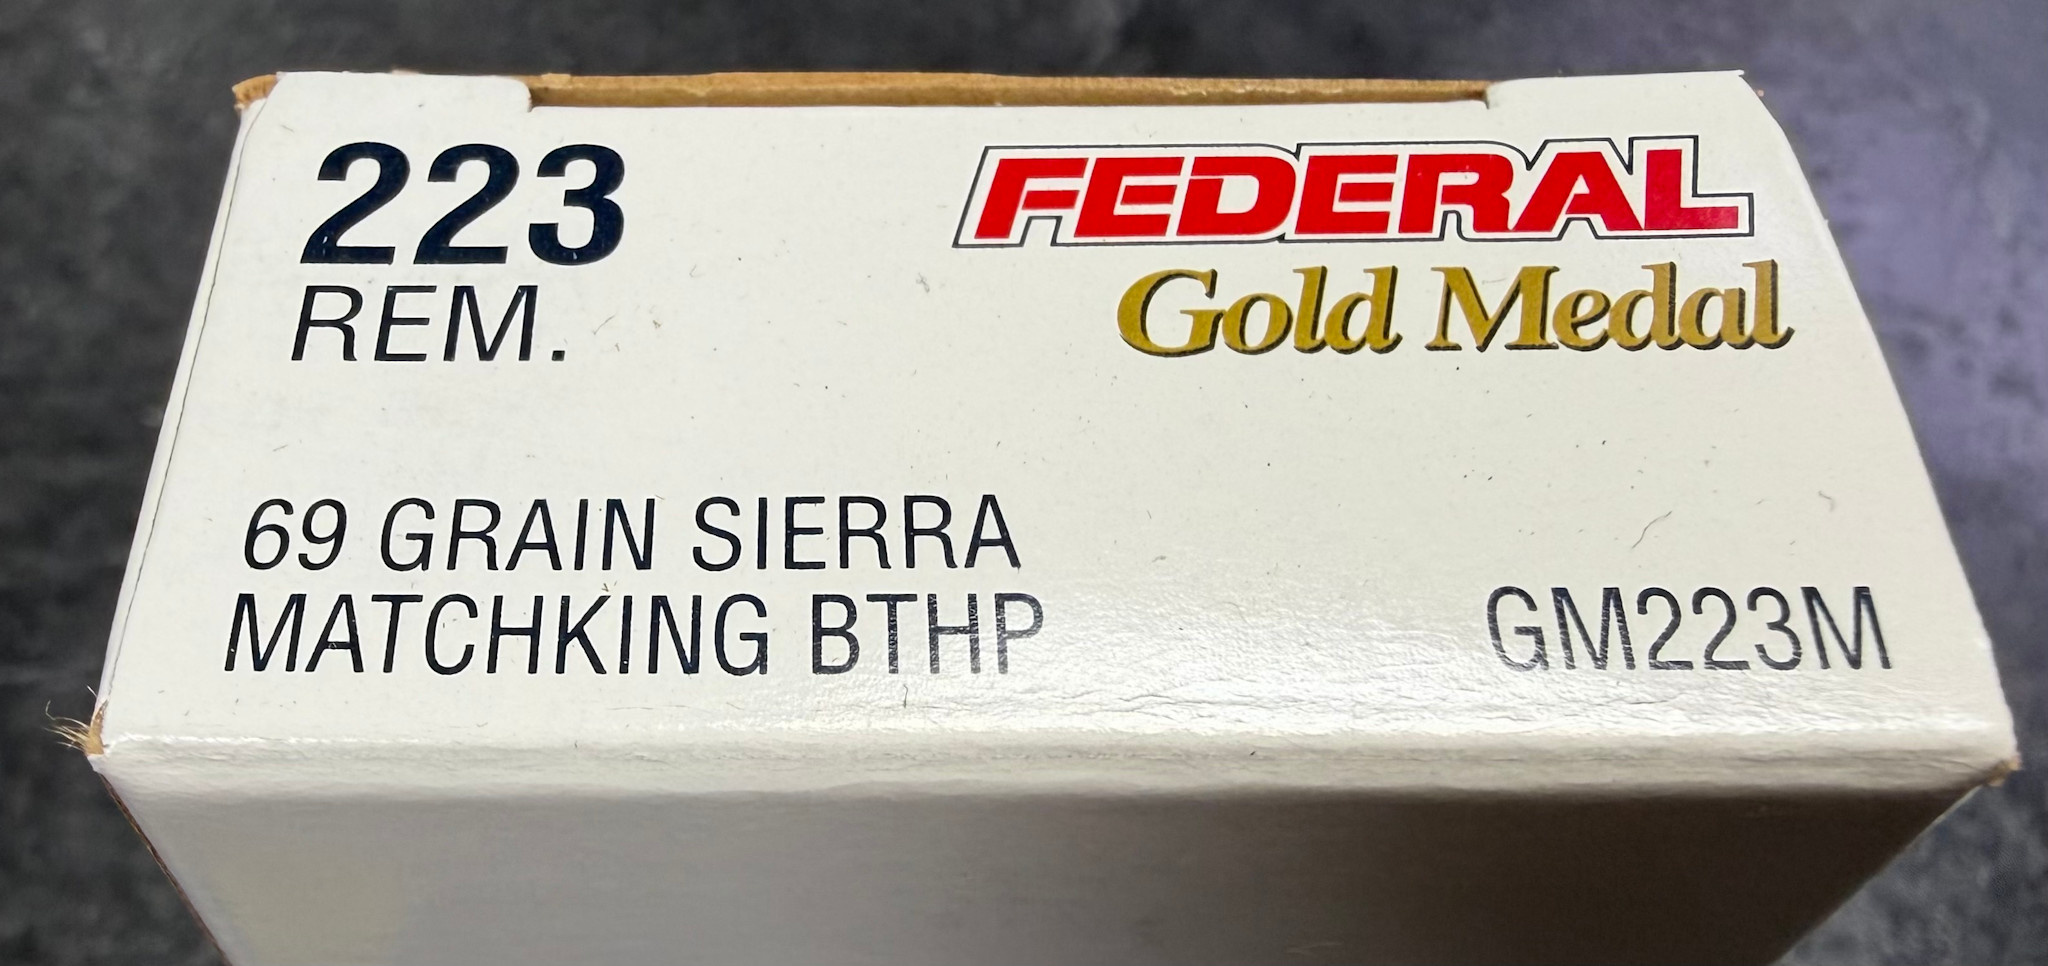 223
REM.
FEDERAL
Gold Medal
69 GRAIN SIERRA
MATCHKING BTHP
GM223M